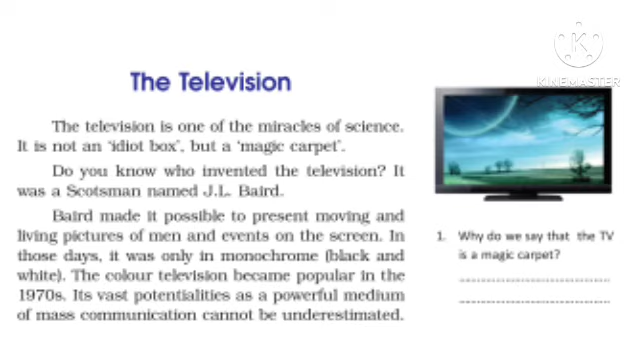 KINEMASTER
The Television
The television is one of the miracles of science.
It is not an 'idiot box', but a 'magic carpet'.
Do you know who invented the television? It
was a Scotsman named J.L. Baird.
Baird made it possible to present moving and
living pictures of men and events on the screen. In
those days, it was only in monochrome (black and
white). The colour television became popular in the
1970s. Its vast potentialities as a powerful medium
of mass communication cannot be underestimated.
1. Why do we say that the TV
is a magic carpet?